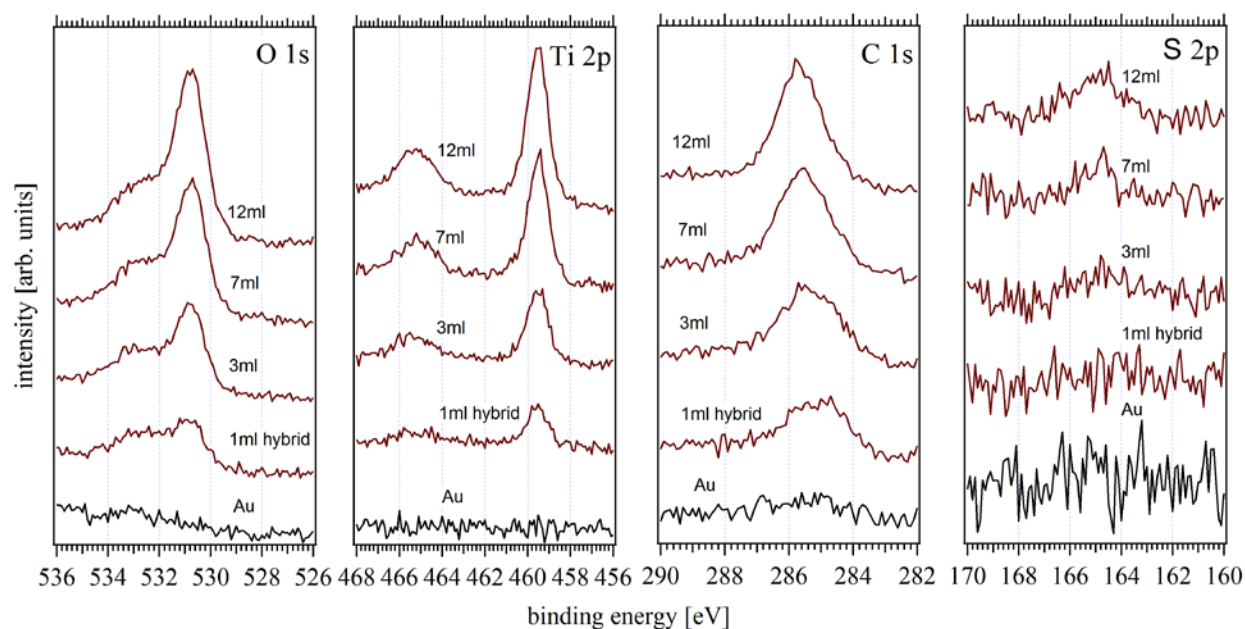 intensity [arb. units]
O 1s
12ml
7ml
3ml
1ml hybrid
Au
536 534 532 530 528 526
Ti 2p
12ml
7ml
3ml
1ml hybrid
Au
468 466 464 462 460 458 456
C 1s
12ml
7ml
3ml
1ml hybrid
Au
290 288 286 284 282
S 2p
12ml
7ml
3ml
1ml hybrid
Au
170 168 166 164 162 160
binding energy [eV]